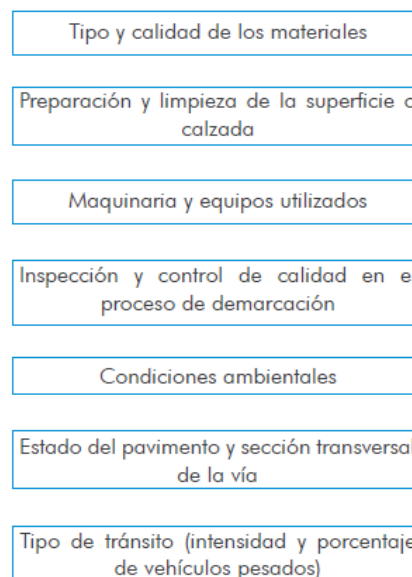 Tipo y calidad de los materiales
Preparación y limpieza de la superficie o
calzada
Maquinaria y equipos utilizados
Inspección y control de calidad en
proceso de demarcación
Condiciones ambientales
Estado del pavimento y sección transversal
de la vía
Tipo de tránsito (intensidad y porcentaje
de vehículos pesados)